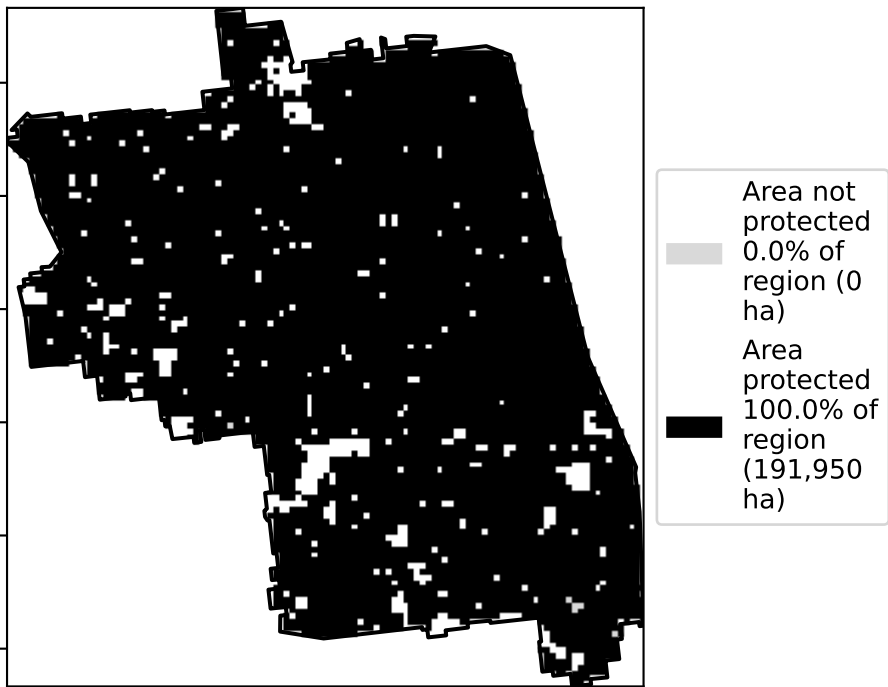 Area not
protected
0.0% of
region (0
ha)
Area
protected
100.0% of
region
(191,950
ha)